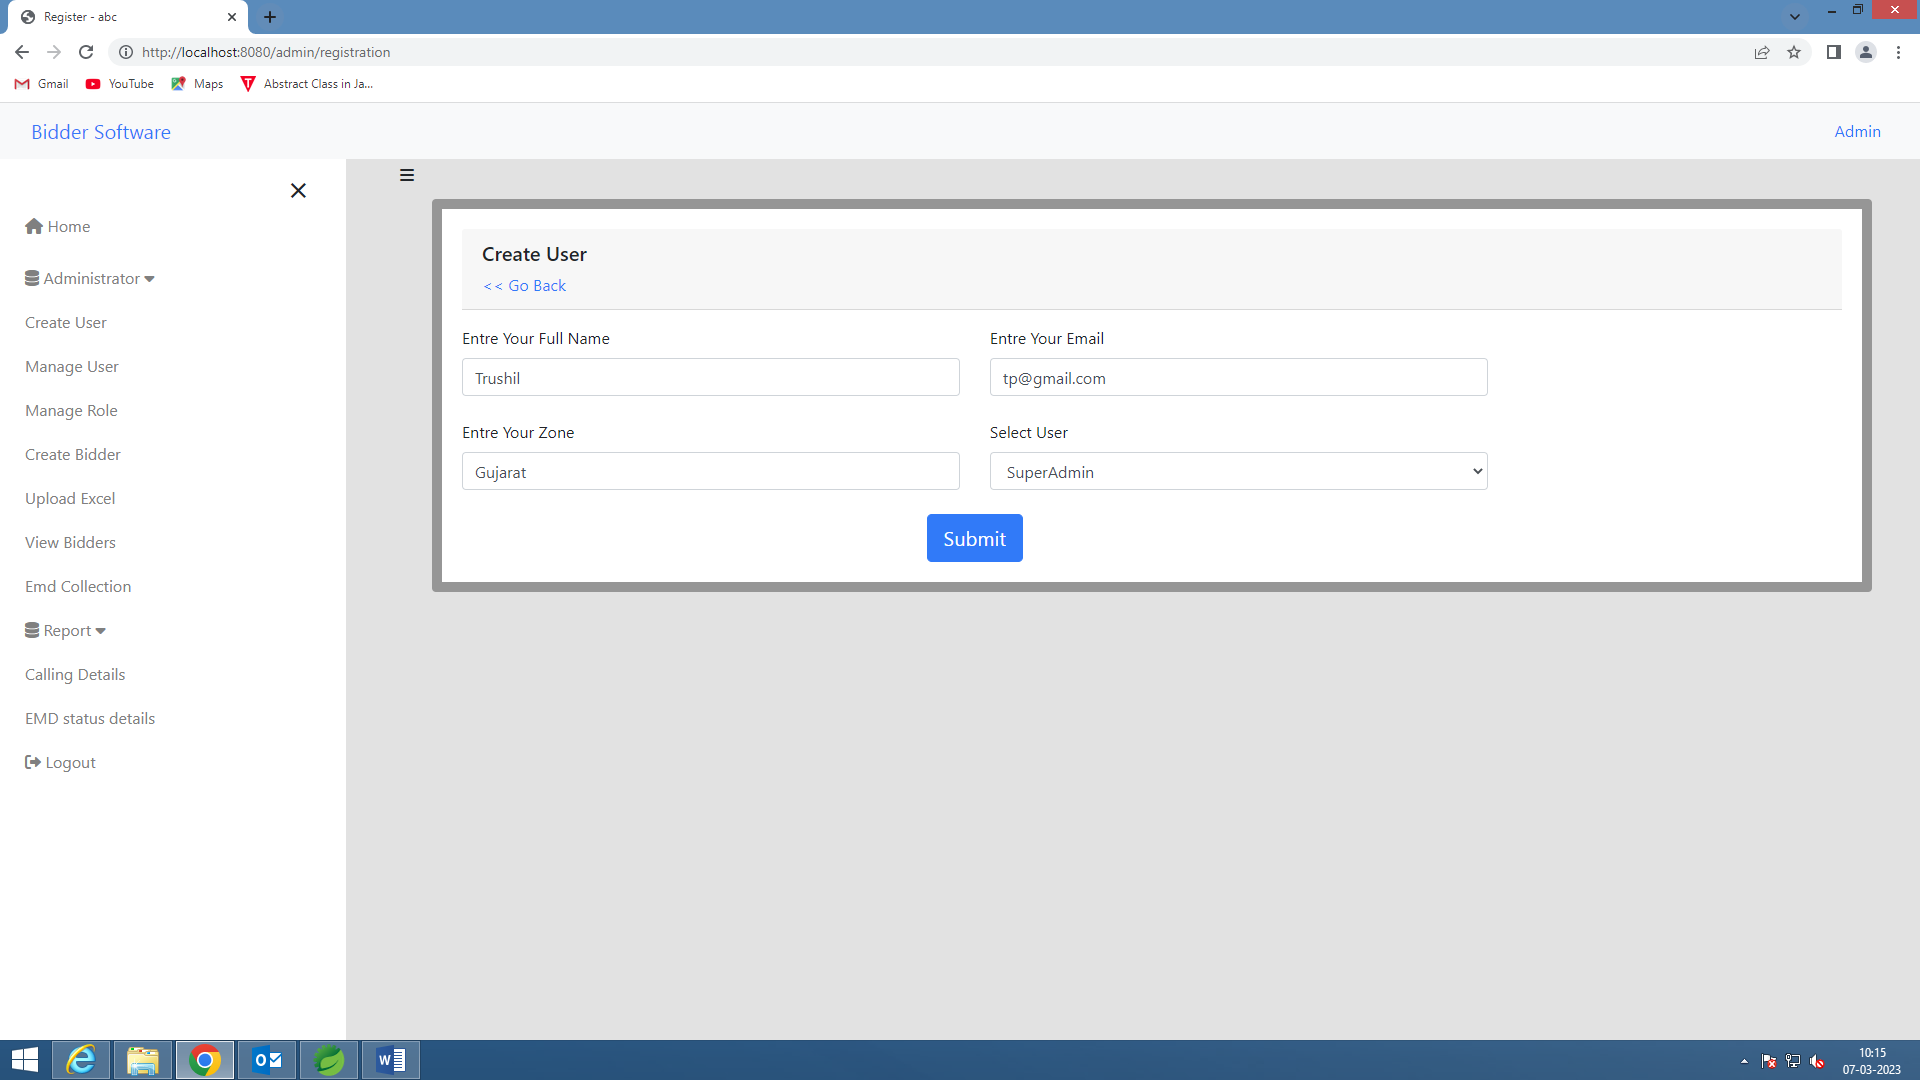 Register - abc
http://localhost:8080/admin/registration
Gmail YouTube Maps Abstract Class in Ja...
Bidder Software
Admin
Home
Administrator
Create User
Manage User
Manage Role
Create Bidder
Upload Excel
View Bidders
Emd Collection
Report
Calling Details
EMD status details
Logout
Create User
<< Go Back
Entre Your Full Name
Entre Your Email
Trushil
tp@gmail.com
Entre Your Zone
Select User
Gujarat
SuperAdmin
Submit
10:15
07-03-2023